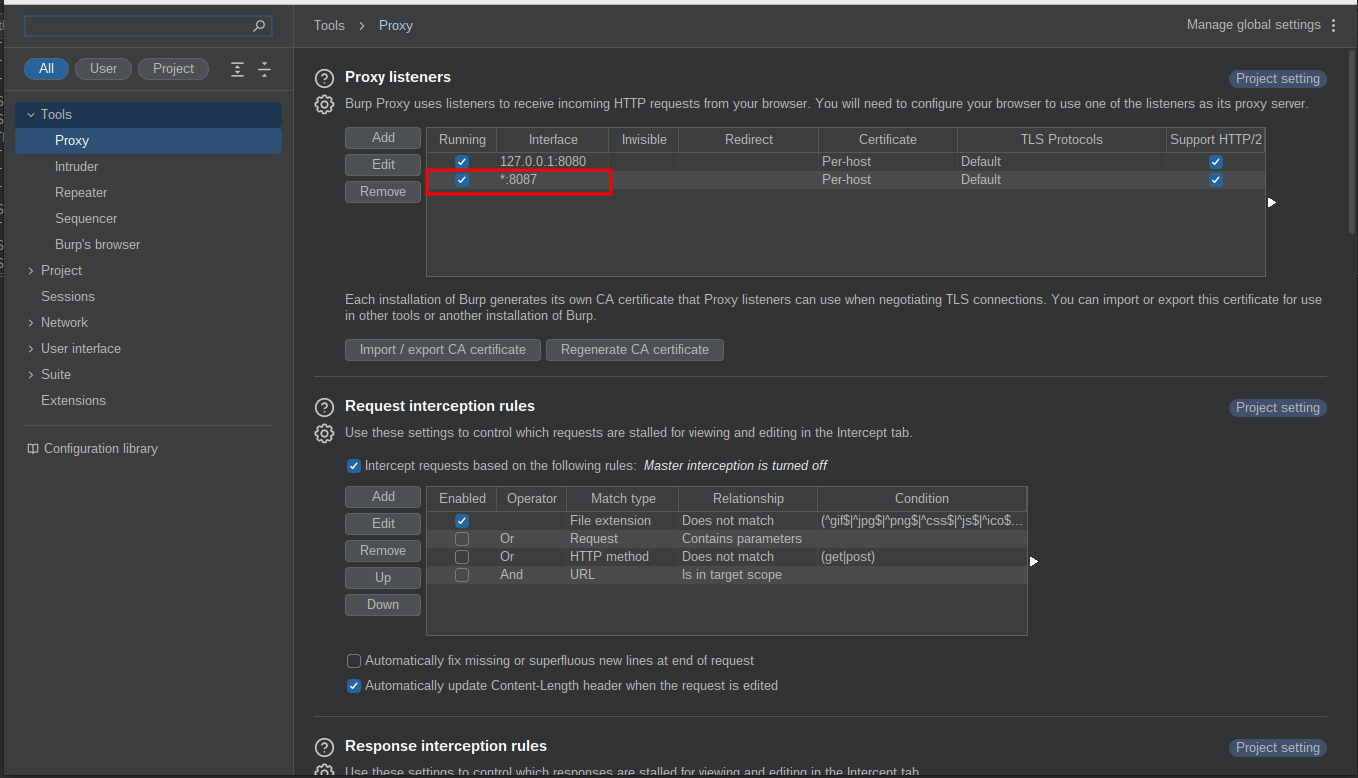 Tools > Proxy
Manage global settings
All User Project
Tools
Proxy
Intruder
Repeater
Sequencer
Burp's browser
Project
Sessions
Network
User interface
Suite
Extensions
Configuration library
Proxy listeners
Project setting
Burp Proxy uses listeners to receive incoming HTTP requests from your browser. You will need to configure your browser to use one of the listeners as its proxy server.
Add
Edit
Remove
Running Interface Invisible Redirect Certificate TLS Protocols Support HTTP/2
127.0.0.1:8080 Per-host Default
*:8087 Per-host Default
Each installation of Burp generates its own CA certificate that Proxy listeners can use when negotiating TLS connections. You can import or export this certificate for use
in other tools or another installation of Burp.
Import / export CA certificate Regenerate CA certificate
Request interception rules
Project setting
Use these settings to control which requests are stalled for viewing and editing in the Intercept tab.
Intercept requests based on the following rules: Master interception is turned off
Add
Edit
Remove
Up
Down
Enabled Operator Match type Relationship Condition
File extension Does not match (^gif$|^jpg$|^png$|^css$|^js$|^ico$...
Or Request Contains parameters
Or HTTP method Does not match (get|post)
And URL Is in target scope
Automatically fix missing or superfluous new lines at end of request
Automatically update Content-Length header when the request is edited
Response interception rules
Project setting
Use these settings to control which responses are stalled for viewing and editing in the Intercept tab.